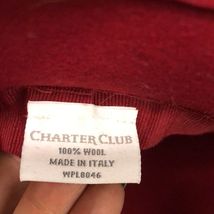 CHARTER CLUB
100% WOOL
MADE IN ITALY
WPL8046